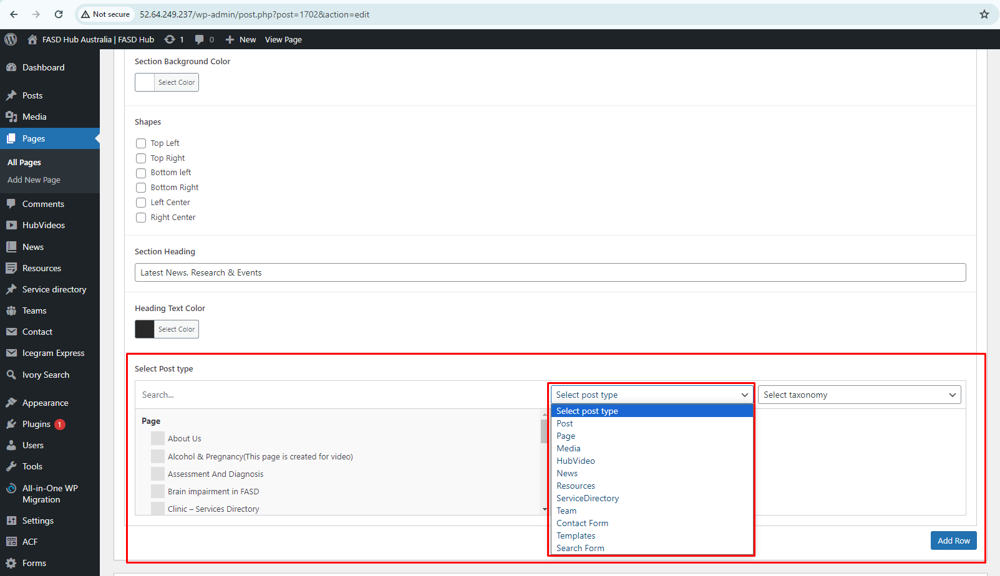 Not secure
52.64.249.237/wp-admin/post.php?post=1702&action=edit
FASD Hub Australia | FASD Hub
1
0
New
View Page
Dashboard
Posts
Media
Pages
All Pages
Add New Page
Comments
HubVideos
News
Resources
Service directory
Teams
Contact
Icegram Express
Ivory Search
Appearance
Plugins 1
Users
Tools
All-in-One WP
Migration
Settings
ACF
Forms
Section Background Color
Select Color
Shapes
Top Left
Top Right
Bottom left
Bottom Right
Left Center
Right Center
Section Heading
Latest News, Research & Events
Heading Text Color
Select Color
Select Post type
Search...
Select post type
Select taxonomy
Page
About Us
Alcohol & Pregnancy(This page is created for video)
Assessment And Diagnosis
Brain impairment in FASD
Clinic – Services Directory
Select post type
Post
Page
Media
HubVideo
News
Resources
ServiceDirectory
Team
Contact Form
Templates
Search Form
Add Row